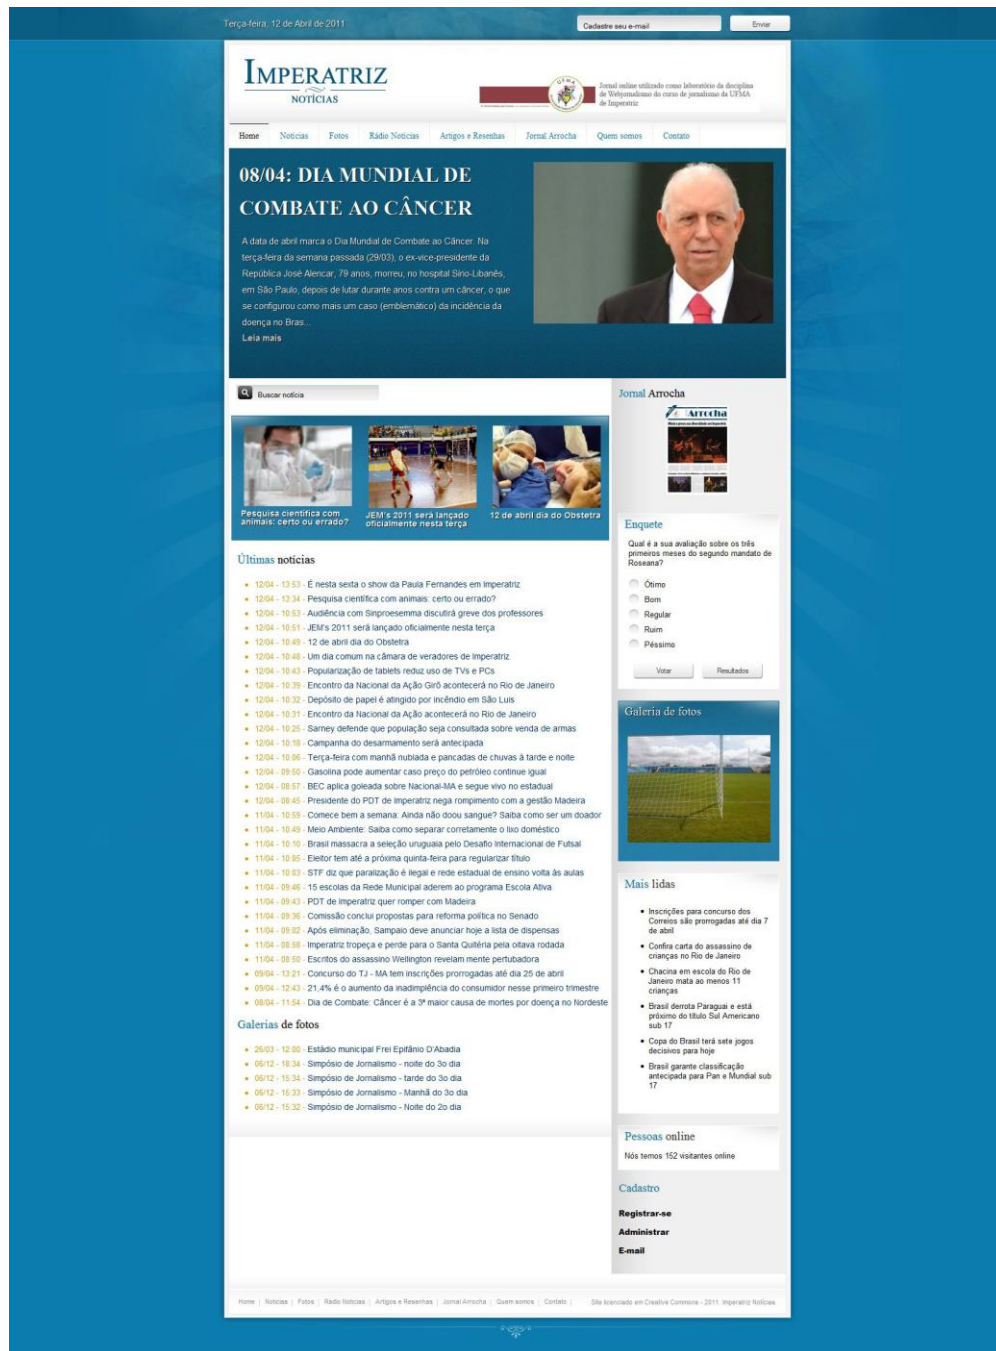 Terça-feira, 12 de Abril de 2011
Cadastre seu e-mail
Enviar
IMPERATRIZ
NOTÍCIAS
UFMA
Jornal online utilizado como laboratório da disciplina
de Webjornalismo do curso de jornalismo da UFMA
de Imperatriz
Home Notícias Fotos Rádio Notícias Artigos e Resenhas Jornal Arrocha Quem somos Contato
08/04: DIA MUNDIAL DE
COMBATE AO CÂNCER
A data de abril marca o Dia Mundial de Combate ao Câncer. Na
terça-feira da semana passada (29/03), o ex-vice-presidente da
República José Alencar, 79 anos, morreu, no hospital Sírio-Libanês,
em São Paulo, depois de lutar durante anos contra um câncer, o que
se configurou como mais um caso (emblemático) da incidência da
doença no Bras...
Leia mais
Buscar notícia
Pesquisa científica com
animais: certo ou errado?
JEM's 2011 será lançado
oficialmente nesta terça
12 de abril dia do Obstetra
Últimas notícias
12/04 - 13:53 - É nesta sexta o show da Paula Fernandes em Imperatriz
12/04 - 13:34 - Pesquisa científica com animais: certo ou errado?
12/04 - 10:53 - Audiência com Sinproesemma discutirá greve dos professores
12/04 - 10:51 - JEM's 2011 será lançado oficialmente nesta terça
12/04 - 10:49 - 12 de abril dia do Obstetra
12/04 - 10:46 - Um dia comum na câmara de veradores de Imperatriz
12/04 - 10:43 - Popularização de tablets reduz uso de TVs e PCs
12/04 - 10:39 - Encontro da Nacional da Ação Girô acontecerá no Rio de Janeiro
12/04 - 10:32 - Depósito de papel é atingido por incêndio em São Luis
12/04 - 10:31 - Encontro da Nacional da Ação acontecerá no Rio de Janeiro
12/04 - 10:25 - Sarney defende que população seja consultada sobre venda de armas
12/04 - 10:18 - Campanha do desarmamento será antecipada
12/04 - 10:06 - Terça-feira com manhã nublada e pancadas de chuvas à tarde e noite
12/04 - 09:50 - Gasolina pode aumentar caso preço do petróleo continue igual
12/04 - 08:57 - BEC aplica goleada sobre Nacional-MA e segue vivo no estadual
12/04 - 08:45 - Presidente do PDT de Imperatriz nega rompimento com a gestão Madeira
11/04 - 10:59 - Comece bem a semana: Ainda não doou sangue? Saiba como ser um doador
11/04 - 10:49 - Meio Ambiente: Saiba como separar corretamente o lixo doméstico
11/04 - 10:10 - Brasil massacra a seleção uruguaia pelo Desafio Internacional de Futsal
11/04 - 10:05 - Eleitor tem até a próxima quinta-feira para regularizar título
11/04 - 10:03 - STF diz que paralização é ilegal e rede estadual de ensino volta às aulas
11/04 - 09:46 - 15 escolas da Rede Municipal aderem ao programa Escola Ativa
11/04 - 09:43 - PDT de Imperatriz quer romper com Madeira
11/04 - 09:36 - Comissão conclui propostas para reforma política no Senado
11/04 - 09:02 - Após eliminação, Sampaio deve anunciar hoje a lista de dispensas
11/04 - 08:58 - Imperatriz tropeça e perde para o Santa Quitéria pela oitava rodada
11/04 - 08:50 - Escritos do assassino Wellington revelam mente pertubadora
09/04 - 13:21 - Concurso do TJ - MA tem inscrições prorrogadas até dia 25 de abril
09/04 - 12:43 - 21,4% é o aumento da inadimplência do consumidor nesse primeiro trimestre
08/04 - 11:54 - Dia de Combate: Câncer é a 3ª maior causa de mortes por doença no Nordeste
Galerias de fotos
26/03 - 12:00 - Estádio municipal Frei Epifânio D'Abadia
06/12 - 18:34 - Simpósio de Jornalismo - noite do 3o dia
06/12 - 15:34 - Simpósio de Jornalismo - tarde do 3o dia
06/12 - 15:33 - Simpósio de Jornalismo - Manhã do 3o dia
06/12 - 15:32 - Simpósio de Jornalismo - Noite do 2o dia
Jornal Arrocha
Arrocha
Enquete
Qual é a sua avaliação sobre os três
primeiros meses do segundo mandato de
Roseana?
Ótimo
Bom
Regular
Ruim
Péssimo
Votar Resultados
Galeria de fotos
Mais lidas
Inscrições para concurso dos
Correios são prorrogadas até dia 7
de abril
Confira carta do assassino de
crianças no Rio de Janeiro
Chacina em escola do Rio de
Janeiro mata ao menos 11
crianças
Brasil derrota Paraguai e está
próximo do título Sul Americano
sub 17
Copa do Brasil terá sete jogos
decisivos para hoje
Brasil garante classificação
antecipada para Pan e Mundial sub
17
Pessoas online
Nós temos 152 visitantes online
Cadastro
Registrar-se
Administrar
E-mail
Home | Notícias | Fotos | Rádio Notícias | Artigos e Resenhas | Jornal Arrocha | Quem somos | Contato |
Site licenciado em Creative Commons - 2011. Imperatriz Notícias